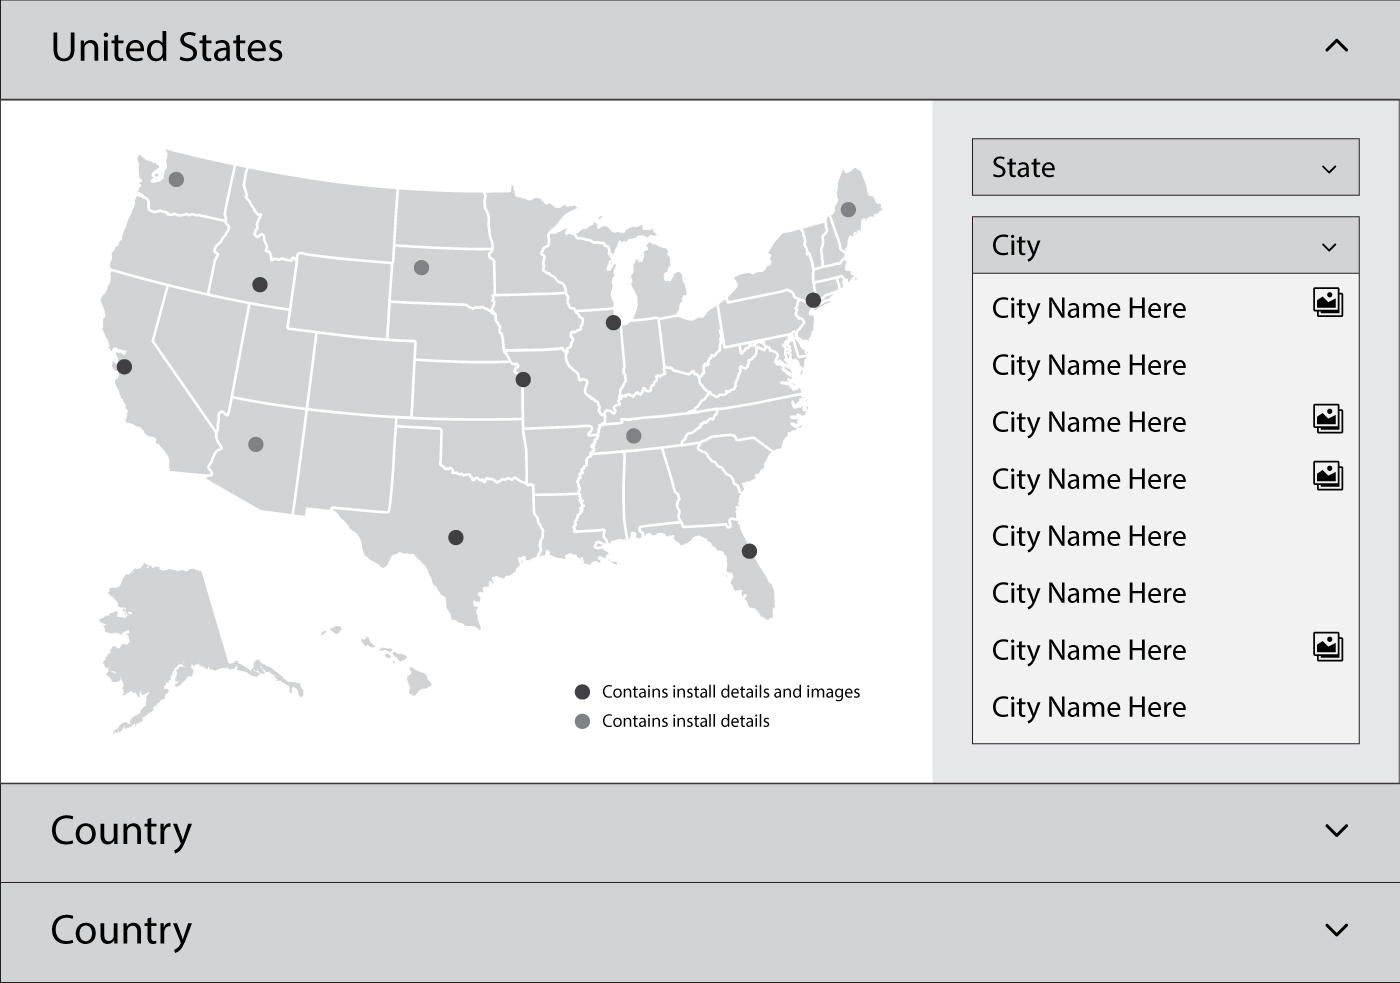 United States
State
City
City Name Here
City Name Here
City Name Here
City Name Here
City Name Here
City Name Here
City Name Here
City Name Here
Contains install details and images
Contains install details
Country
Country